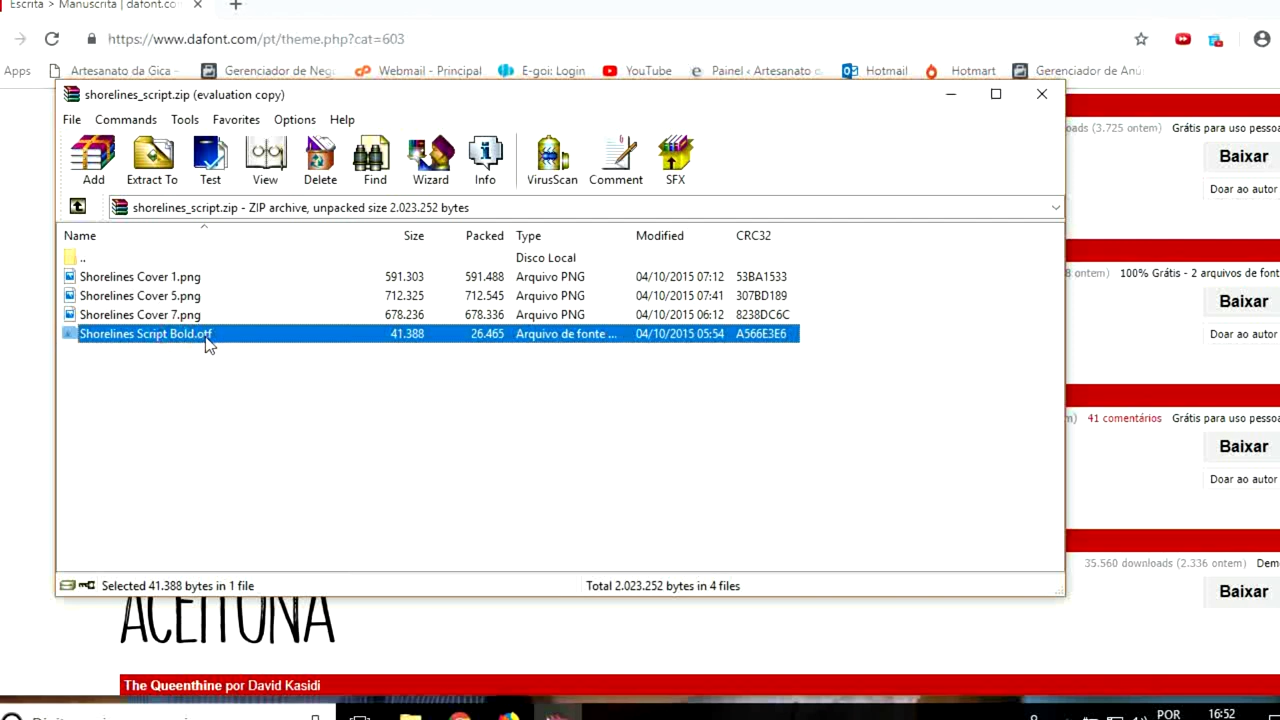 Escrita > Manuscrita | dafont.co
https://www.dafont.com/pt/theme.php?cat=603
Apps Artesanato da Gica - Gerenciador de Neg Webmail - Principal E-goi: Login YouTube Painel ‹ Artesanato Hotmail Hotmart Gerenciador de Anu
shorelines_script.zip (evaluation copy)
File Commands Tools Favorites Options Help
Add Extract To Test View Delete Find Wizard Info VirusScan Comment SFX
shorelines_script.zip - ZIP archive, unpacked size 2.023.252 bytes
Name Size Packed Type Modified CRC32
.. Disco Local
Shorelines Cover 1.png 591.303 591.488 Arquivo PNG 04/10/2015 07:12 53BA1533
Shorelines Cover 5.png 712.325 712.545 Arquivo PNG 04/10/2015 07:41 307BD189
Shorelines Cover 7.png 678.236 678.336 Arquivo PNG 04/10/2015 06:12 8238DC6C
Shorelines Script Bold.otf 41.388 26.465 Arquivo de fonte ... 04/10/2015 05:54 A566E3E6
Selected 41.388 bytes in 1 file Total 2.023.252 bytes in 4 files
oads (3.725 ontem) Grátis para uso pessoa
Baixar
Doar ao autor
8 ontem) 100% Grátis - 2 arquivos de font
Baixar
Doar ao autor
m) 41 comentários Grátis para uso pessoa
Baixar
Doar ao autor
35.560 downloads (2.336 ontem) Dem
Baixar
ACEITONA
The Queenthine por David Kasidi
POR 16:52